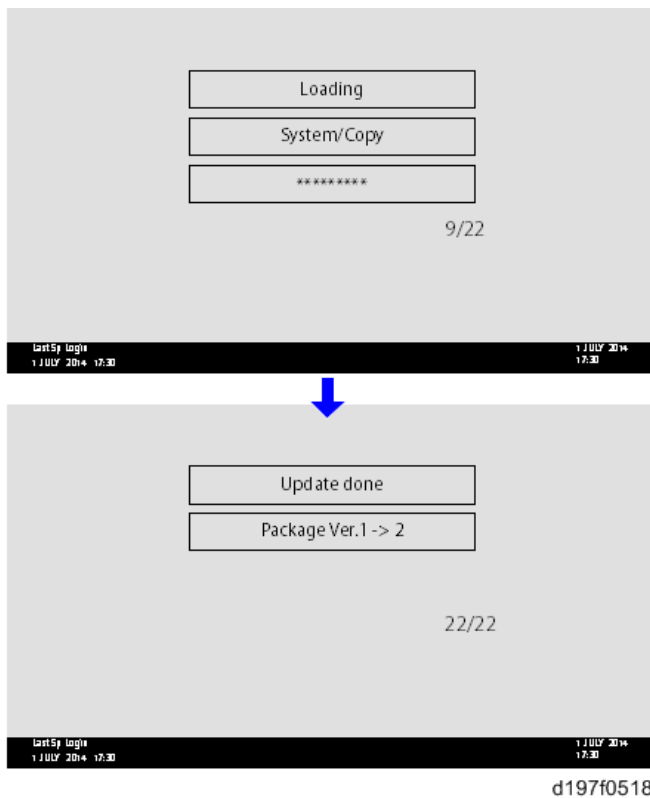 Loading
System/Copy
*********
9/22
Last Sp Login
1 JULY 2014 17:30
1 JULY 2014
17:30
Update done
Package Ver.1 -> 2
22/22
Last Sp Login
1 JULY 2014 17:30
1 JULY 2014
17:30
d197f0518